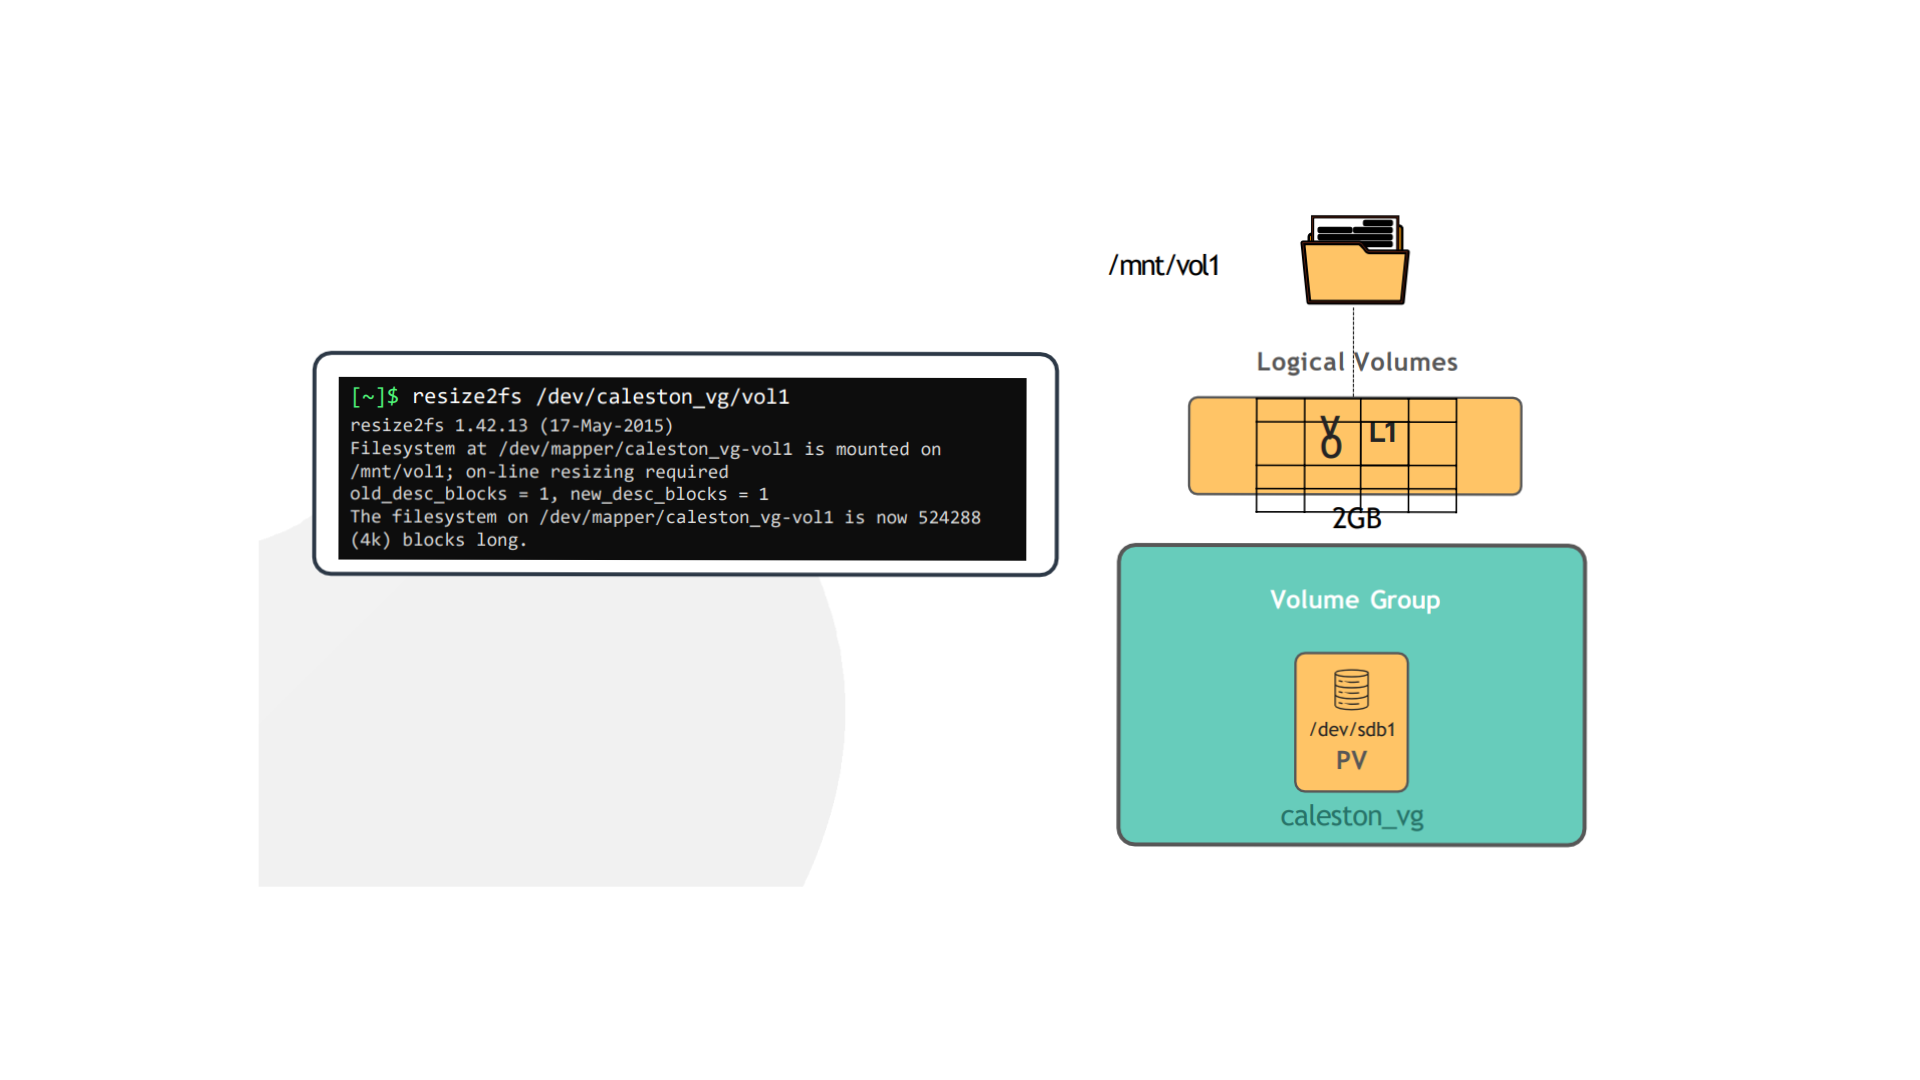 [~]$ resize2fs /dev/caleston_vg/vol1
resize2fs 1.42.13 (17-May-2015)
Filesystem at /dev/mapper/caleston_vg-vol1 is mounted on
/mnt/vol1; on-line resizing required
old_desc_blocks = 1, new_desc_blocks = 1
The filesystem on /dev/mapper/caleston_vg-vol1 is now 524288
(4k) blocks long.
/mnt/vol1
Logical Volumes
V
O
L1
2GB
Volume Group
/dev/sdb1
PV
caleston_vg